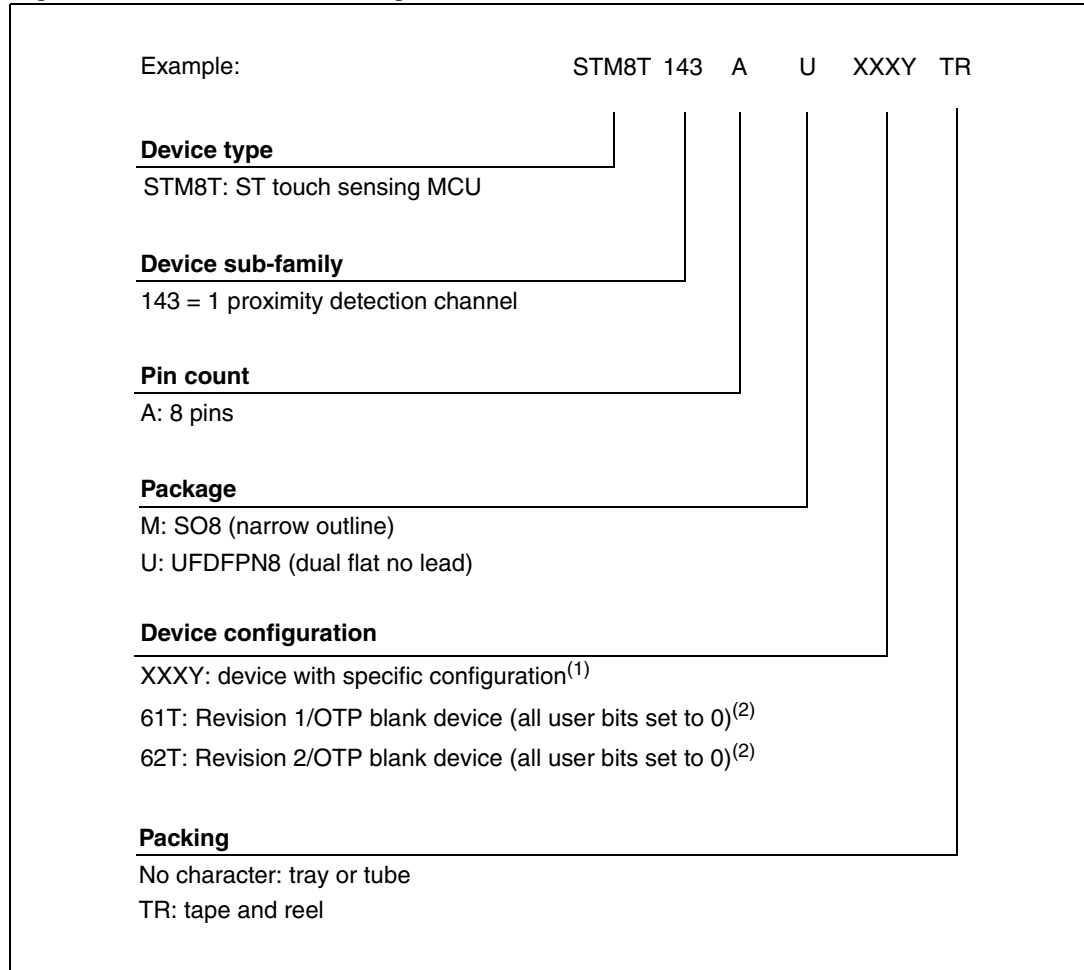 Example: STM8T 143 A U XXXY TR
Device type
STM8T: ST touch sensing MCU
Device sub-family
143 = 1 proximity detection channel
Pin count
A: 8 pins
Package
M: SO8 (narrow outline)
U: UFDFPN8 (dual flat no lead)
Device configuration
XXXY: device with specific configuration(1)
61T: Revision 1/OTP blank device (all user bits set to 0)(2)
62T: Revision 2/OTP blank device (all user bits set to 0)(2)
Packing
No character: tray or tube
TR: tape and reel